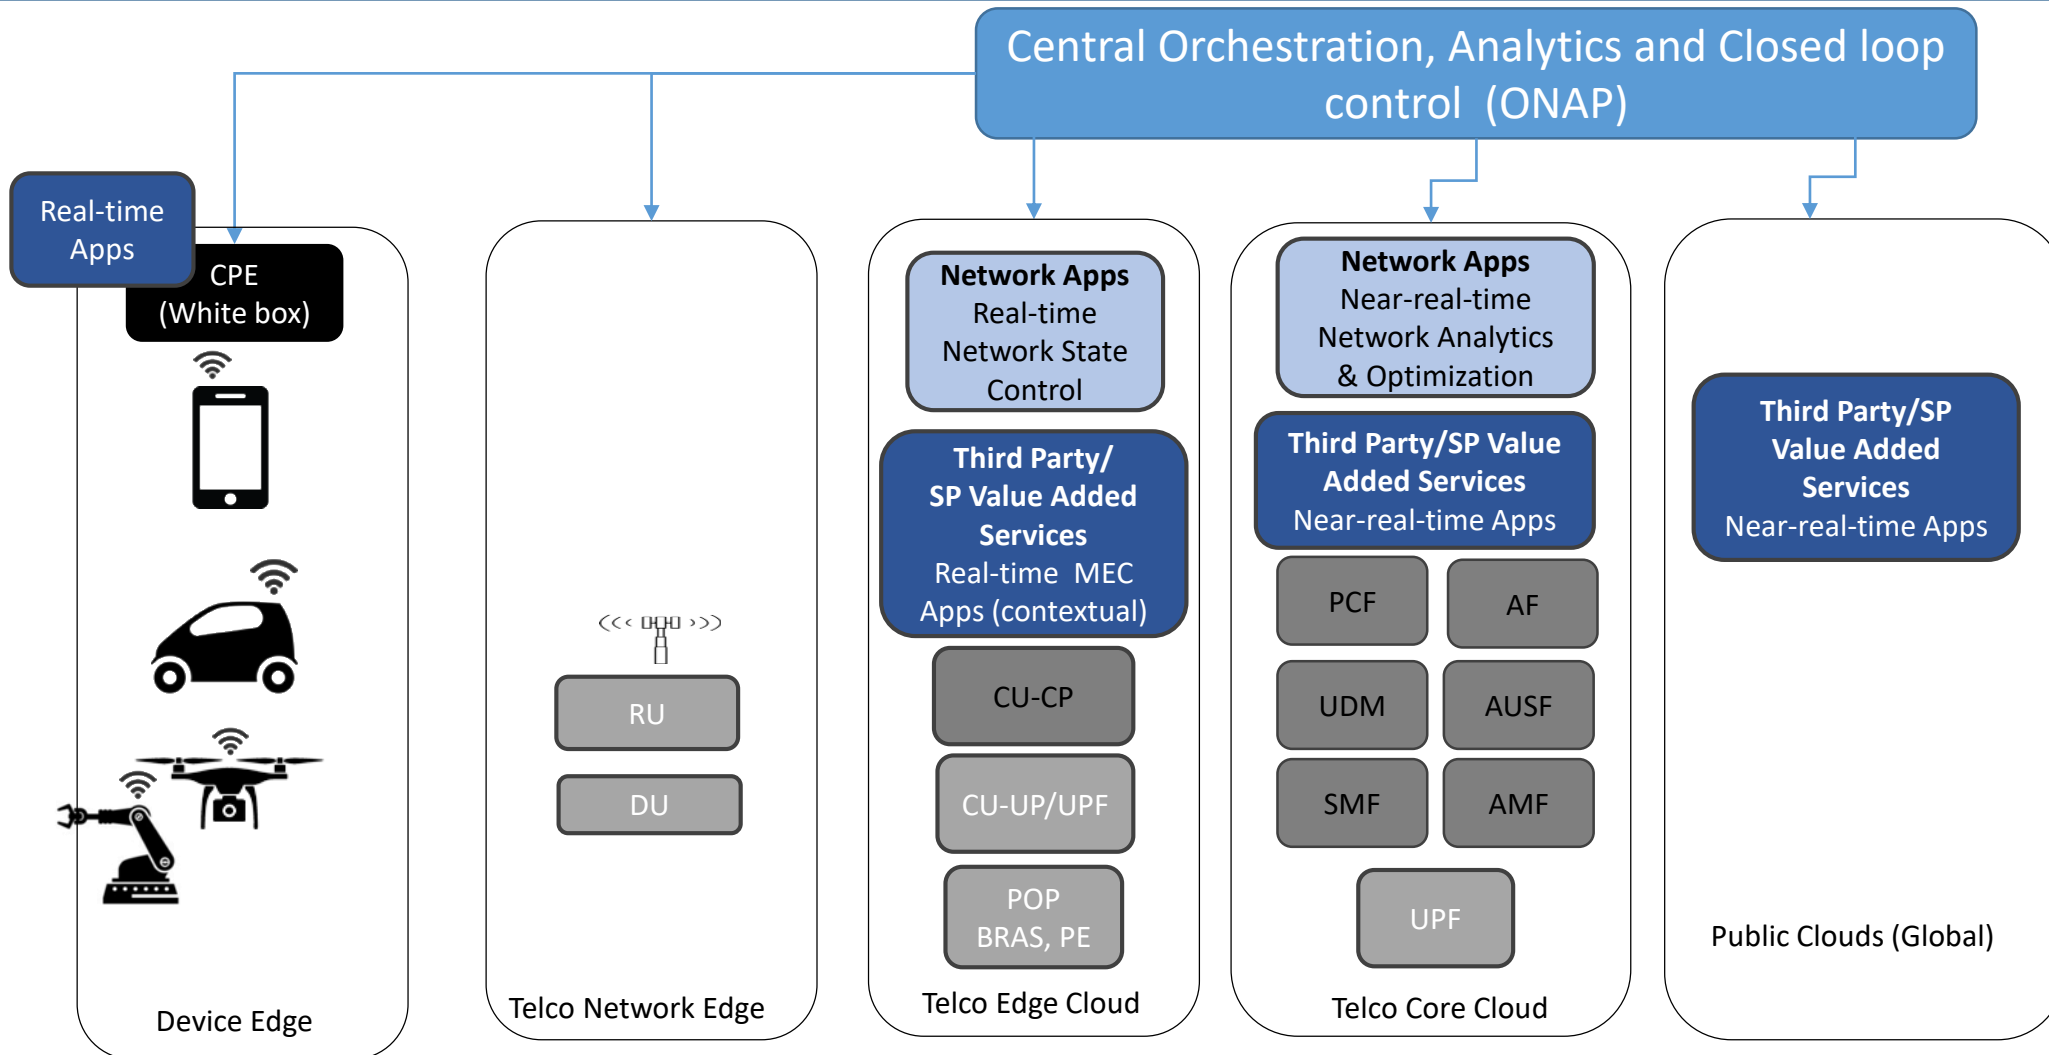 Central Orchestration, Analytics and Closed loop
control (ONAP)
Real-time
Apps
CPE
(White box)
Device Edge
RU
DU
Telco Network Edge
Network Apps
Real-time
Network State
Control
Third Party/
SP Value Added
Services
Real-time MEC
Apps (contextual)
CU-CP
CU-UP/UPF
POP
BRAS, PE
Telco Edge Cloud
Network Apps
Near-real-time
Network Analytics
& Optimization
Third Party/SP Value
Added Services
Near-real-time Apps
PCF
AF
UDM
AUSF
SMF
AMF
UPF
Telco Core Cloud
Third Party/SP
Value Added
Services
Near-real-time Apps
Public Clouds (Global)